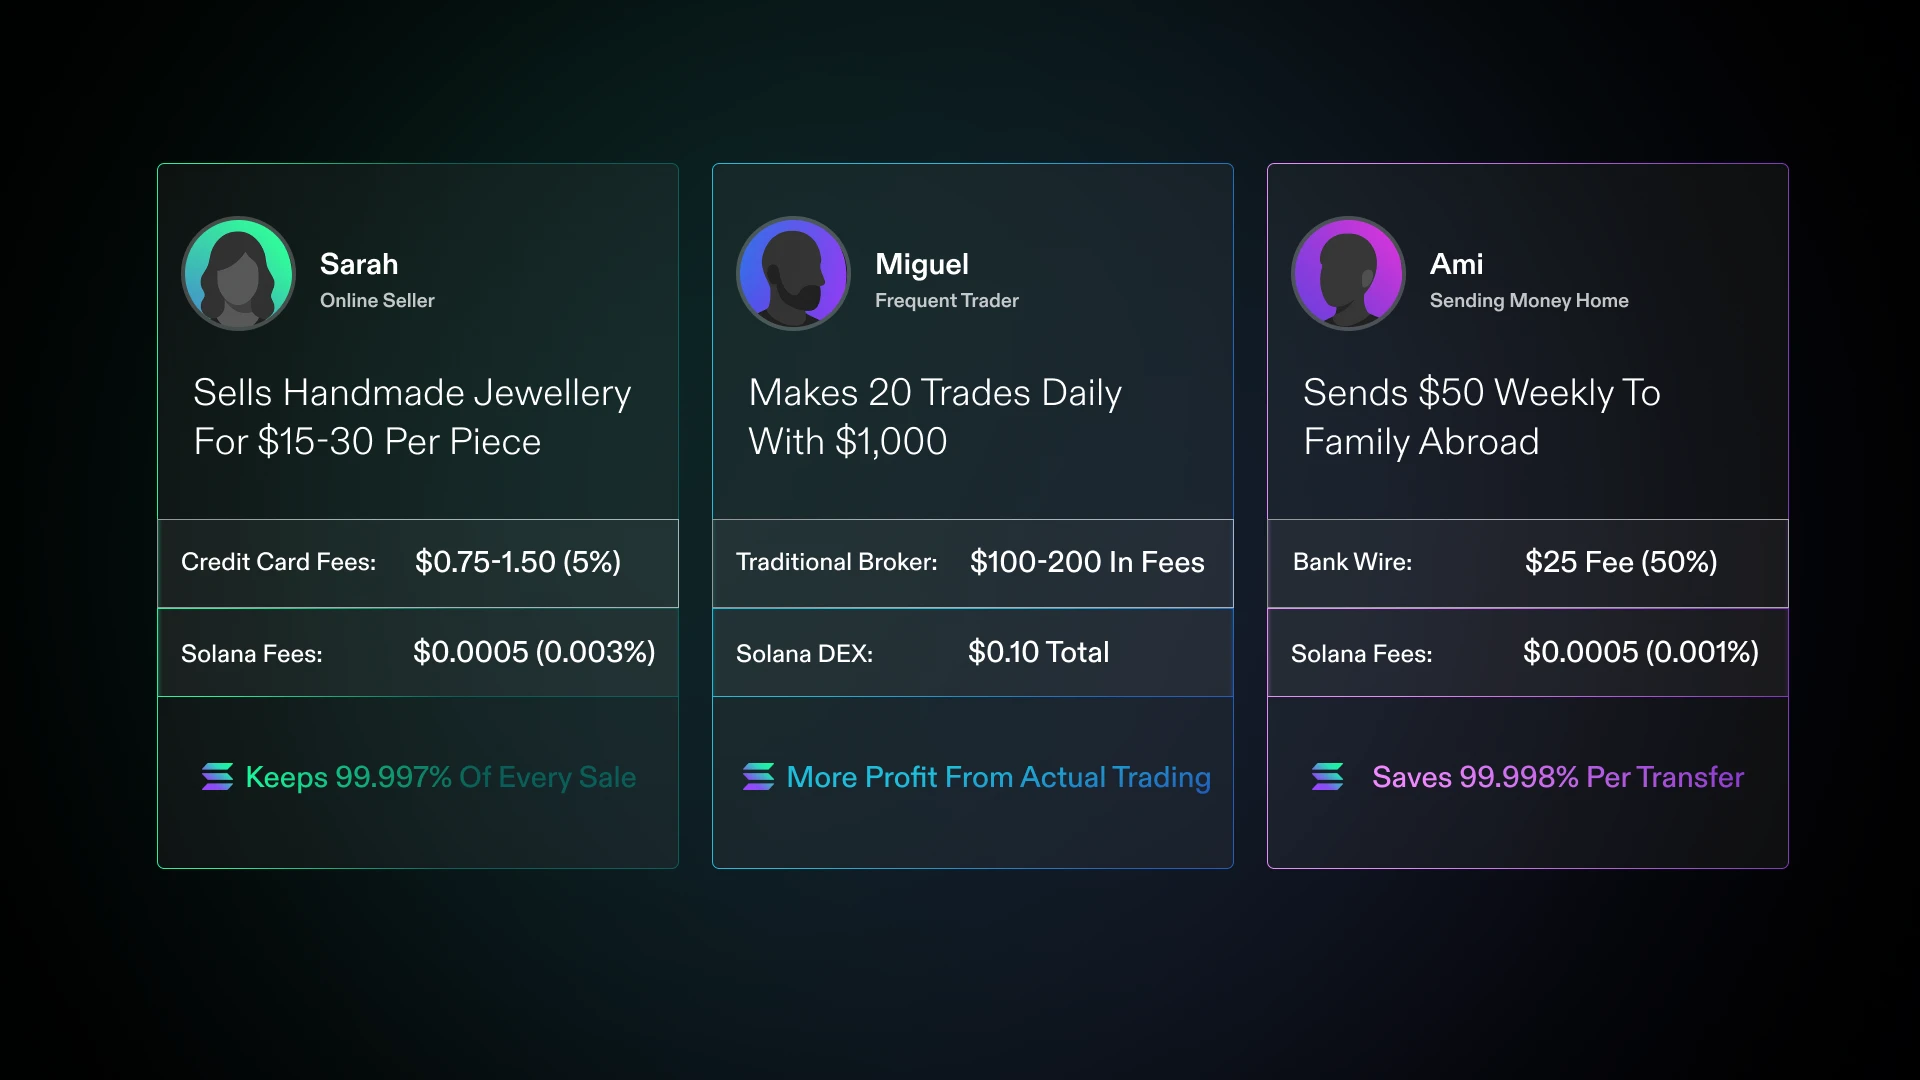 Sarah
Online Seller
Sells Handmade Jewellery
For $15-30 Per Piece
Credit Card Fees: $0.75-1.50 (5%)
Solana Fees: $0.0005 (0.003%)
Keeps 99.997% Of Every Sale
Miguel
Frequent Trader
Makes 20 Trades Daily
With $1,000
Traditional Broker: $100-200 In Fees
Solana DEX: $0.10 Total
More Profit From Actual Trading
Ami
Sending Money Home
Sends $50 Weekly To
Family Abroad
Bank Wire: $25 Fee (50%)
Solana Fees: $0.0005 (0.001%)
Saves 99.998% Per Transfer